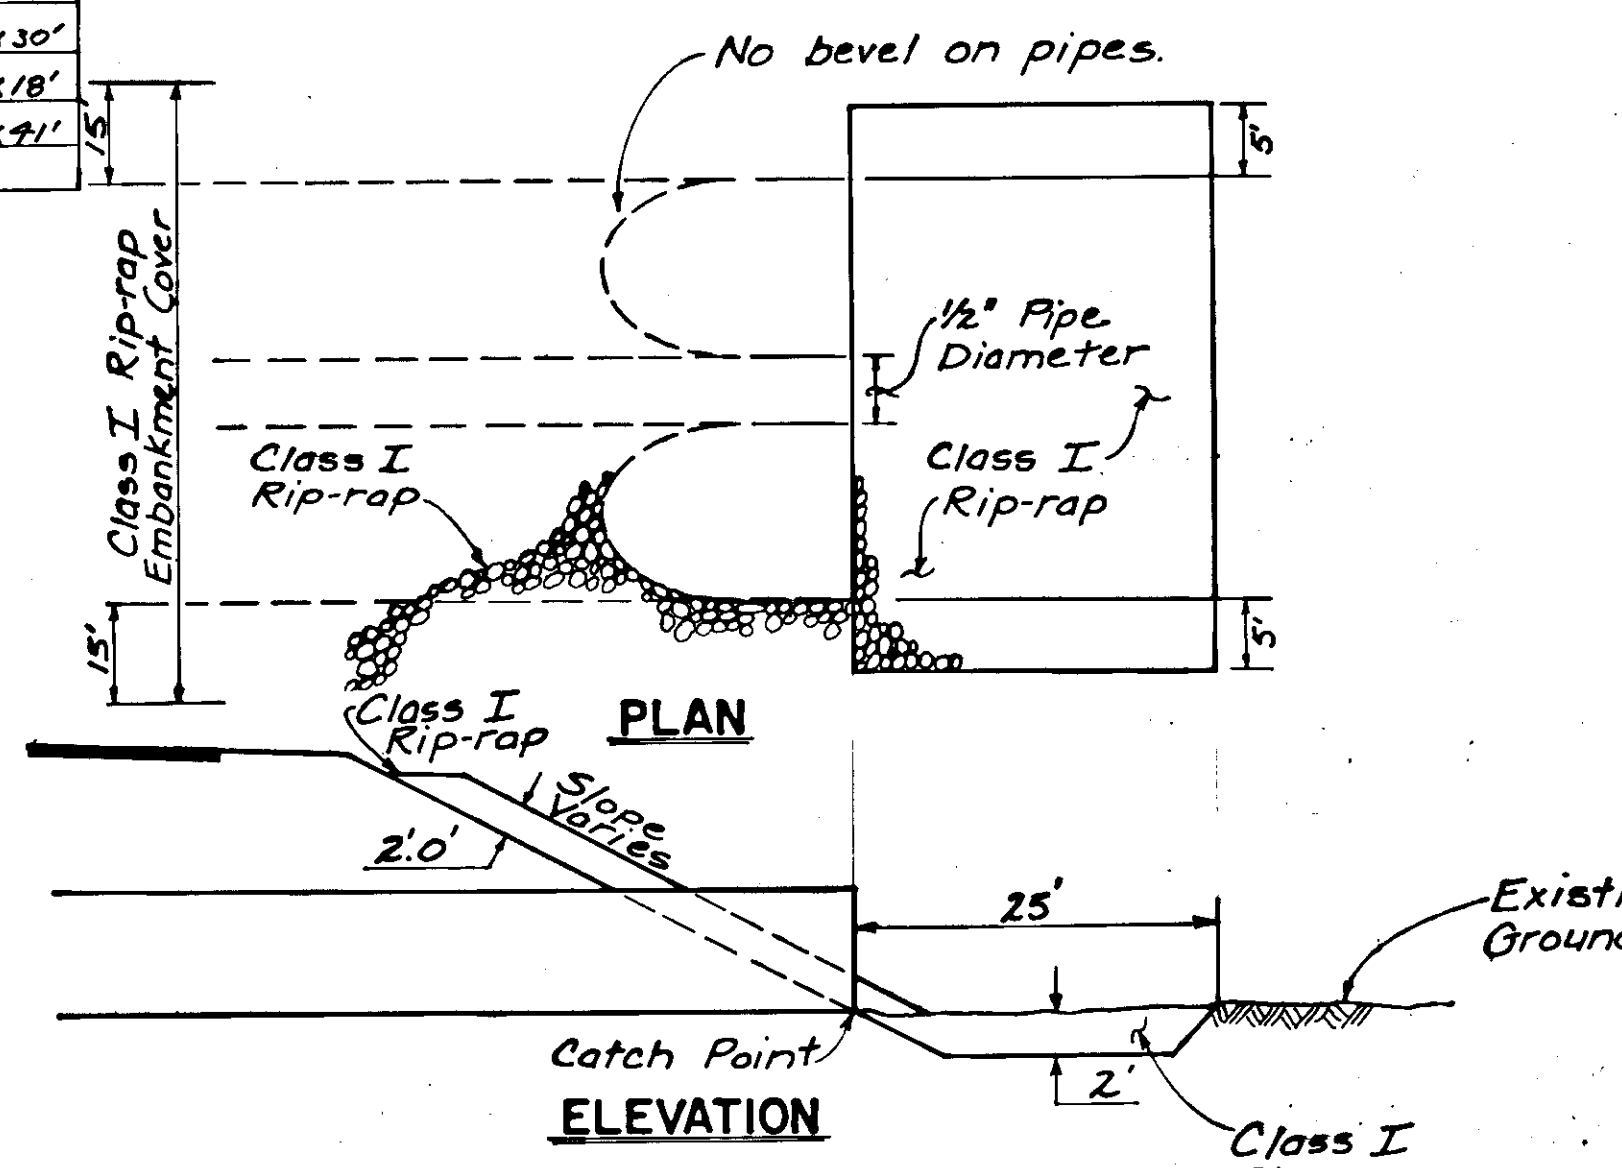 x 30'
x 18'
x 41'
15'
No bevel on pipes.
5'
Class I Rip-rap
Embankment Cover
1/2" Pipe
Diameter
Class I
Rip-rap
Class I
Rip-rap
15'
5'
PLAN
Class I
Rip-rap
Slope
Varies
2'.0'
25'
Existi
Groun
Catch Point
2'
ELEVATION
Class I